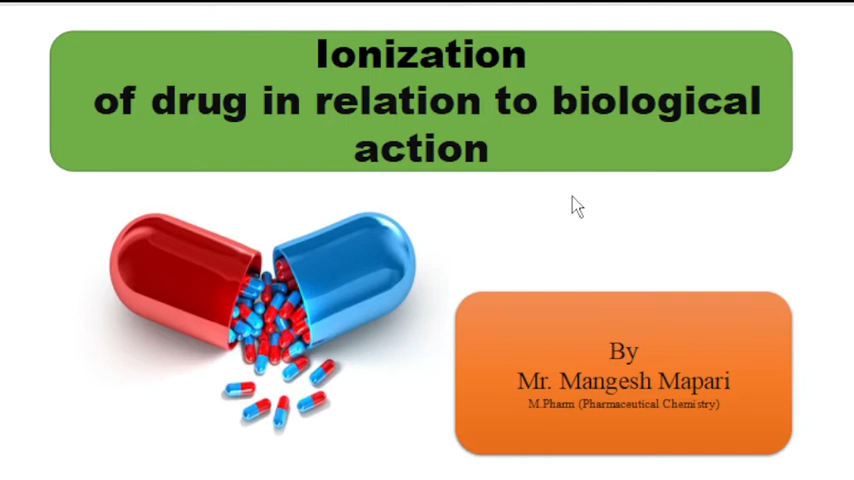 Ionization
of drug in relation to biological
action
By
Mr. Mangesh Mapari
M.Pharm (Pharmaceutical Chemistry)